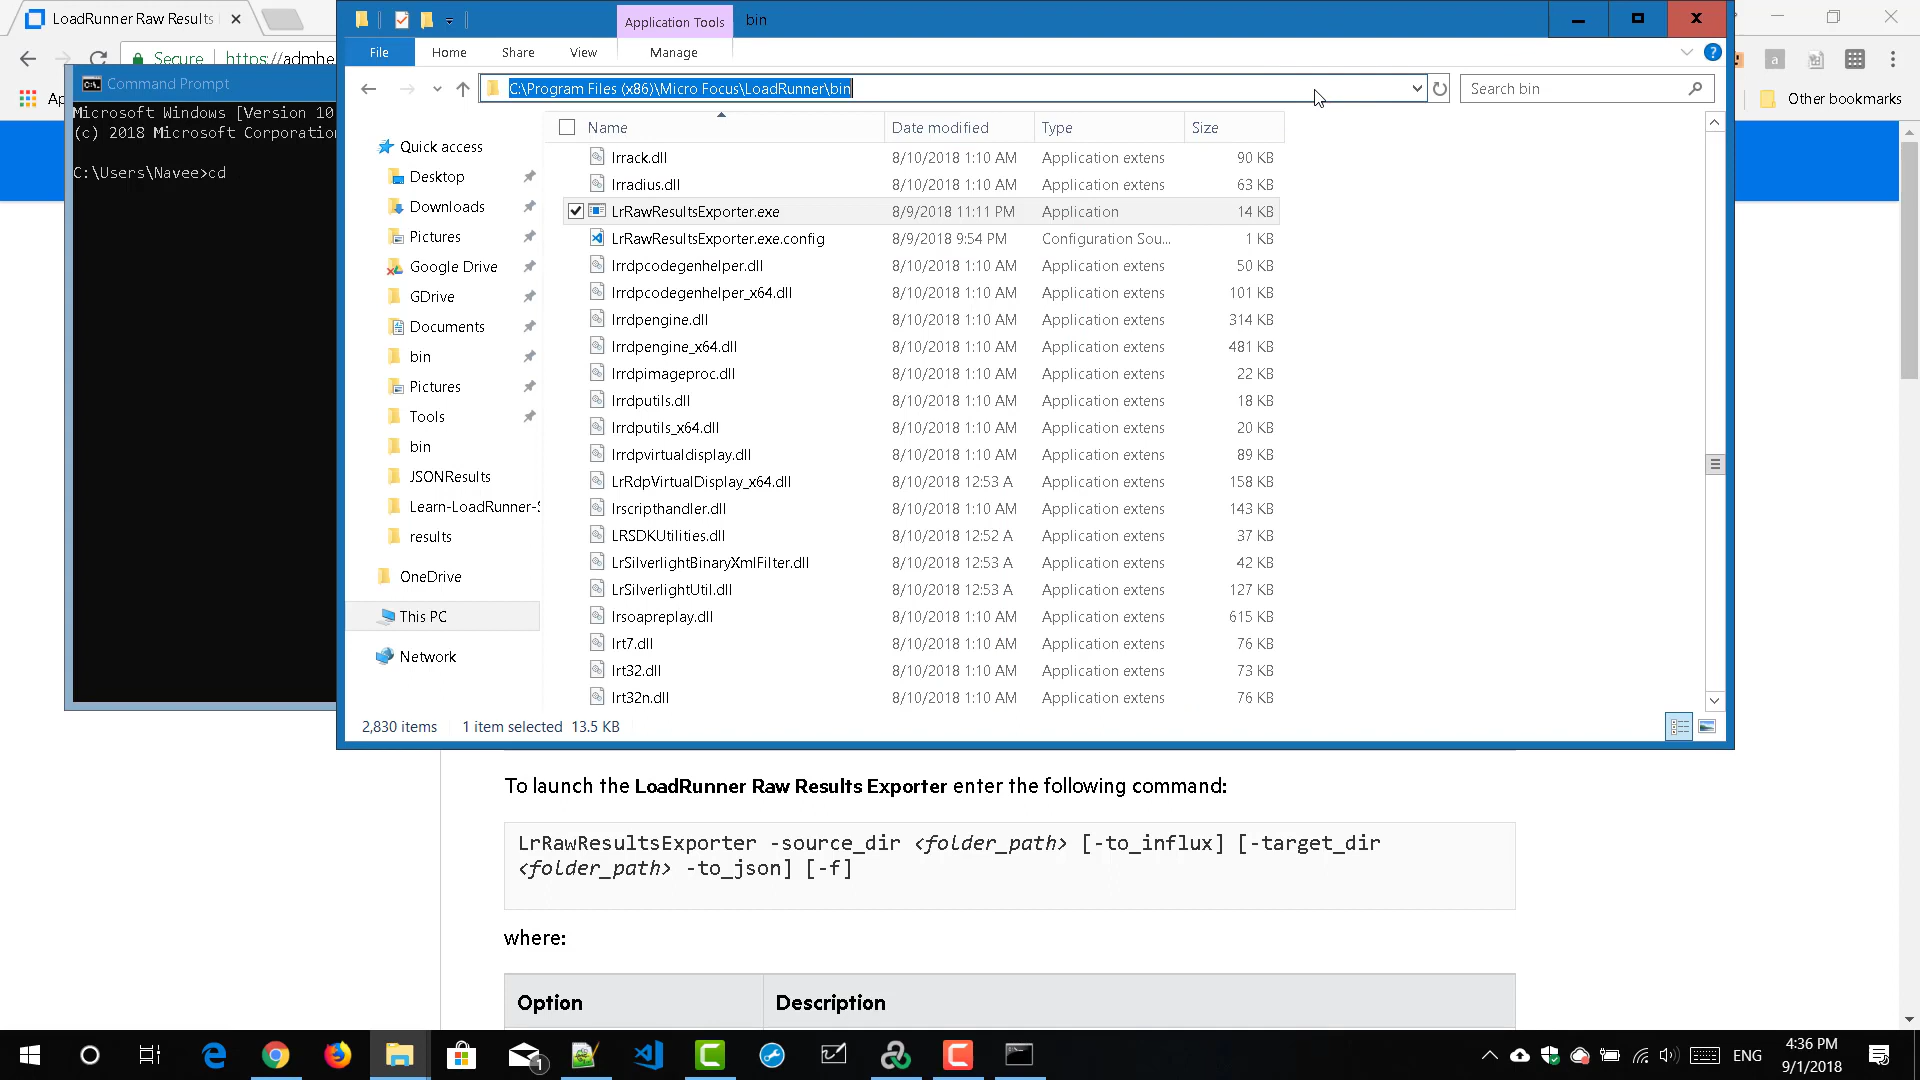 LoadRunner Raw Results
Secure
https://admhe
Other bookmarks
Command Prompt
Microsoft Windows [Version 10
(c) 2018 Microsoft Corporation
C:\Users\Navee>cd
Application Tools
bin
File
Home
Share
View
Manage
C:\Program Files (x86)\Micro Focus\LoadRunner\bin
Search bin
Name Date modified Type Size
Quick access
Desktop
Downloads
Pictures
Google Drive
GDrive
Documents
bin
Pictures
Tools
bin
JSONResults
Learn-LoadRunner-S
results
OneDrive
This PC
Network
lrrack.dll 8/10/2018 1:10 AM Application extens 90 KB
lrradius.dll 8/10/2018 1:10 AM Application extens 63 KB
LrRawResultsExporter.exe 8/9/2018 11:11 PM Application 14 KB
LrRawResultsExporter.exe.config 8/9/2018 9:54 PM Configuration Sou... 1 KB
lrrdpcodegenhelper.dll 8/10/2018 1:10 AM Application extens 50 KB
lrrdpcodegenhelper_x64.dll 8/10/2018 1:10 AM Application extens 101 KB
lrrdpengine.dll 8/10/2018 1:10 AM Application extens 314 KB
lrrdpengine_x64.dll 8/10/2018 1:10 AM Application extens 481 KB
lrrdpimageproc.dll 8/10/2018 1:10 AM Application extens 22 KB
lrrdputils.dll 8/10/2018 1:10 AM Application extens 18 KB
lrrdputils_x64.dll 8/10/2018 1:10 AM Application extens 20 KB
lrrdpvirtualdisplay.dll 8/10/2018 1:10 AM Application extens 89 KB
LrRdpVirtualDisplay_x64.dll 8/10/2018 12:53 A Application extens 158 KB
lrscripthandler.dll 8/10/2018 1:10 AM Application extens 143 KB
LRSDKUtilities.dll 8/10/2018 12:52 A Application extens 37 KB
LrSilverlightBinaryXmlFilter.dll 8/10/2018 12:53 A Application extens 42 KB
LrSilverlightUtil.dll 8/10/2018 12:53 A Application extens 127 KB
lrsoapreplay.dll 8/10/2018 1:10 AM Application extens 615 KB
lrt7.dll 8/10/2018 1:10 AM Application extens 76 KB
lrt32.dll 8/10/2018 1:10 AM Application extens 73 KB
lrt32n.dll 8/10/2018 1:10 AM Application extens 76 KB
2,830 items 1 item selected 13.5 KB
To launch the LoadRunner Raw Results Exporter enter the following command:
LrRawResultsExporter -source_dir <folder_path> [-to_influx] [-target_dir
<folder_path> -to_json] [-f]
where:
Option Description
ENG
4:36 PM
9/1/2018